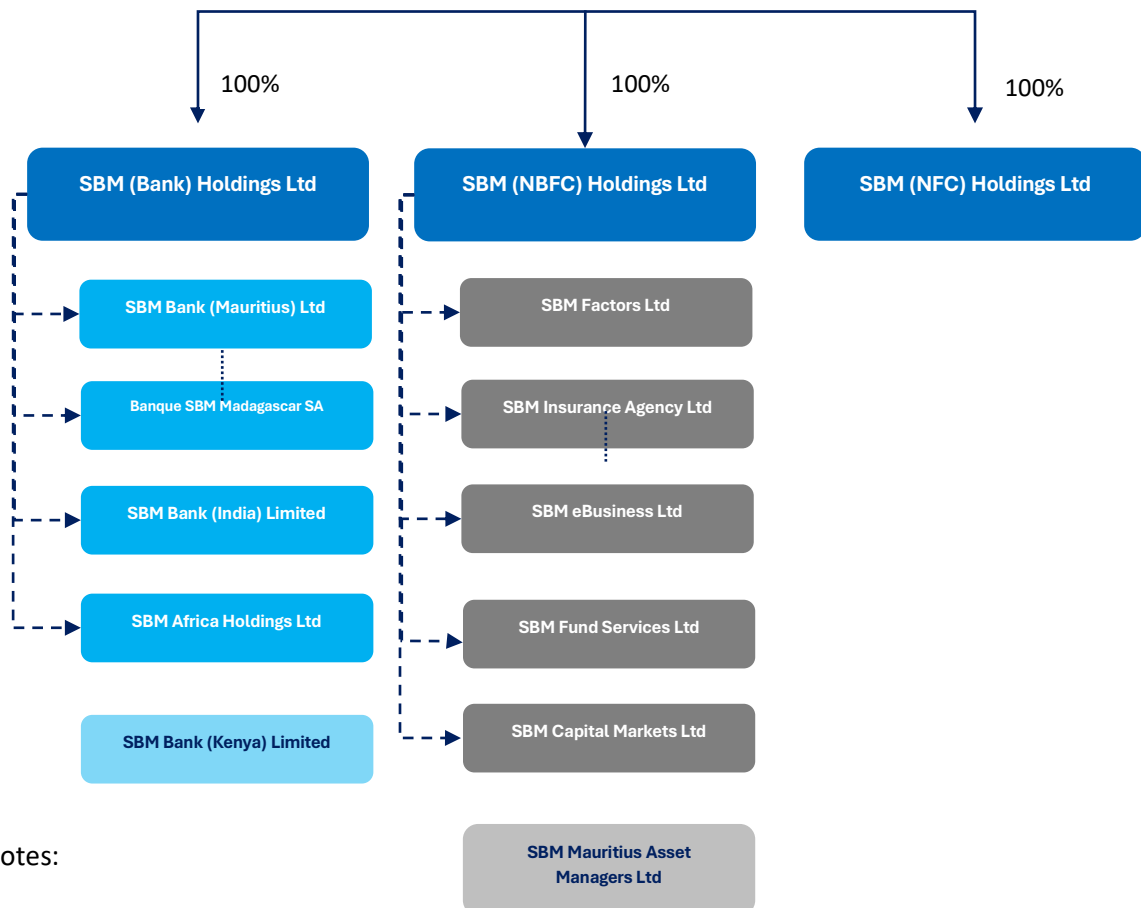 100%
100%
100%
SBM (Bank) Holdings Ltd
SBM (NBFC) Holdings Ltd
SBM (NFC) Holdings Ltd
SBM Bank (Mauritius) Ltd
Banque SBM Madagascar SA
SBM Bank (India) Limited
SBM Africa Holdings Ltd
SBM Bank (Kenya) Limited
SBM Factors Ltd
SBM Insurance Agency Ltd
SBM eBusiness Ltd
SBM Fund Services Ltd
SBM Capital Markets Ltd
SBM Mauritius Asset
Managers Ltd
otes: